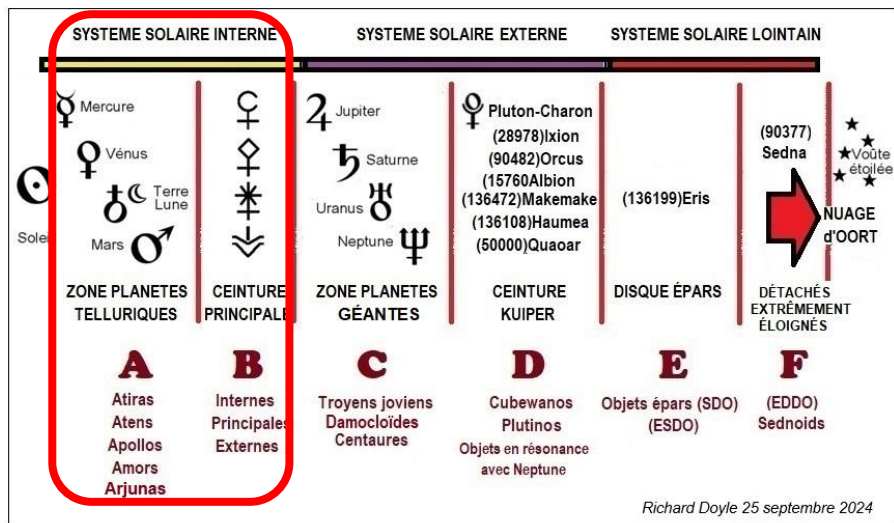 SYSTEME SOLAIRE INTERNE
SYSTEME SOLAIRE EXTERNE
SYSTEME SOLAIRE LOINTAIN
Soleil
Mercure
Vénus
Terre
Lune
Mars
Jupiter
Saturne
Uranus
Neptune
Pluton-Charon
(28978)Ixion
(90482)Orcus
(15760Albion
(136472)Makemake
(136108)Haumea
(50000)Quaoar
(136199)Eris
(90377)
Sedna
Voûte
étoilée
NUAGE
d'OORT
ZONE PLANETES
TELLURIQUES
CEINTURE
PRINCIPALE
ZONE PLANETES
GÉANTES
CEINTURE
KUIPER
DISQUE ÉPARS
DÉTACHÉS
EXTRÊMEMENT
ÉLOIGNÉS
A
Atiras
Atens
Apollos
Amors
Arjunas
B
Internes
Principales
Externes
C
Troyens joviens
Damocloïdes
Centaures
D
Cubewanos
Plutinos
Objets en résonance
avec Neptune
E
Objets épars (SDO)
(ESDO)
F
(EDDO)
Sednoids
Richard Doyle 25 septembre 2024